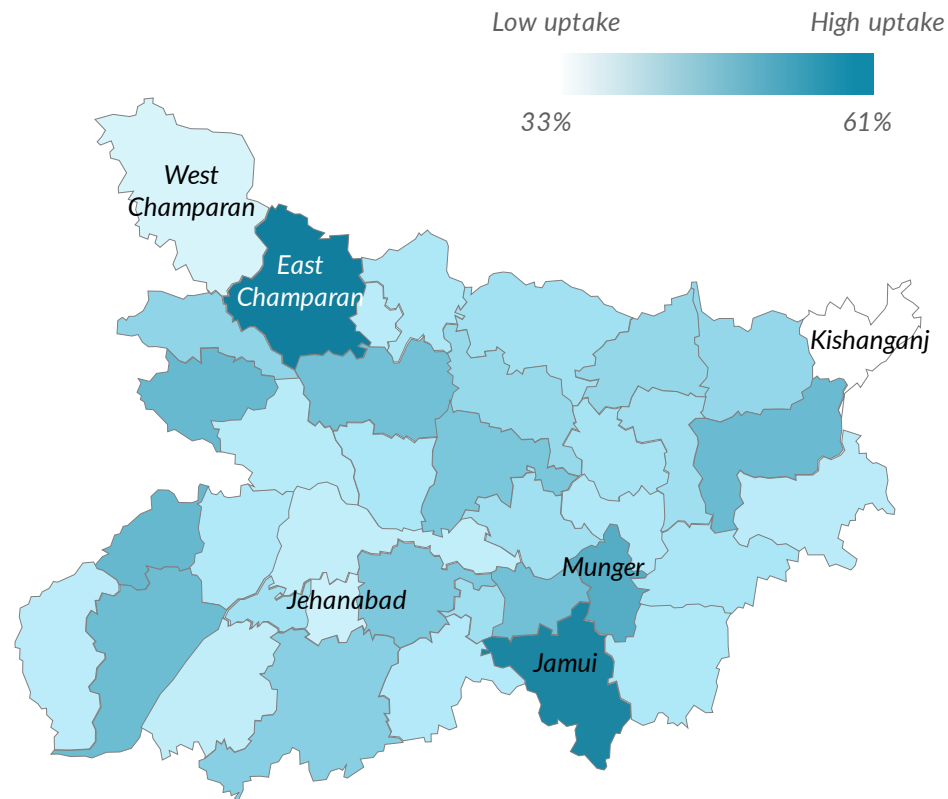 Low uptake High uptake
33% 61%
West
Champaran
East
Champaran
Kishanganj
Munger
Jehanabad
Jamui